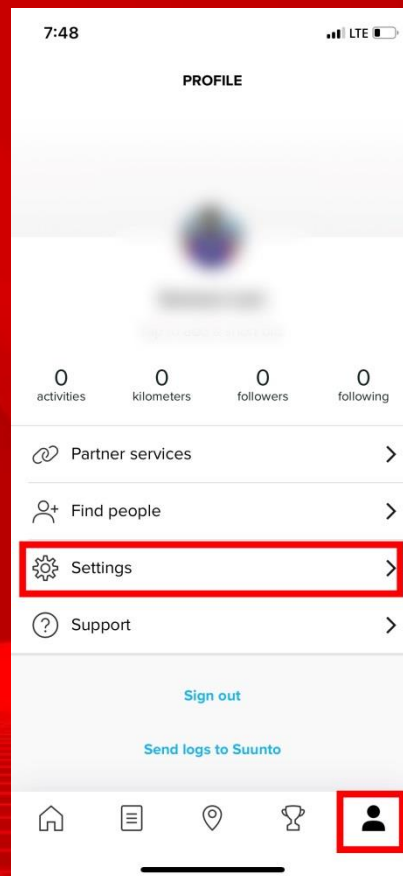 7:48 LTE
PROFILE
0 0 0 0
activities kilometers followers following
Partner services
Find people
Settings
Support
Sign out
Send logs to Suunto